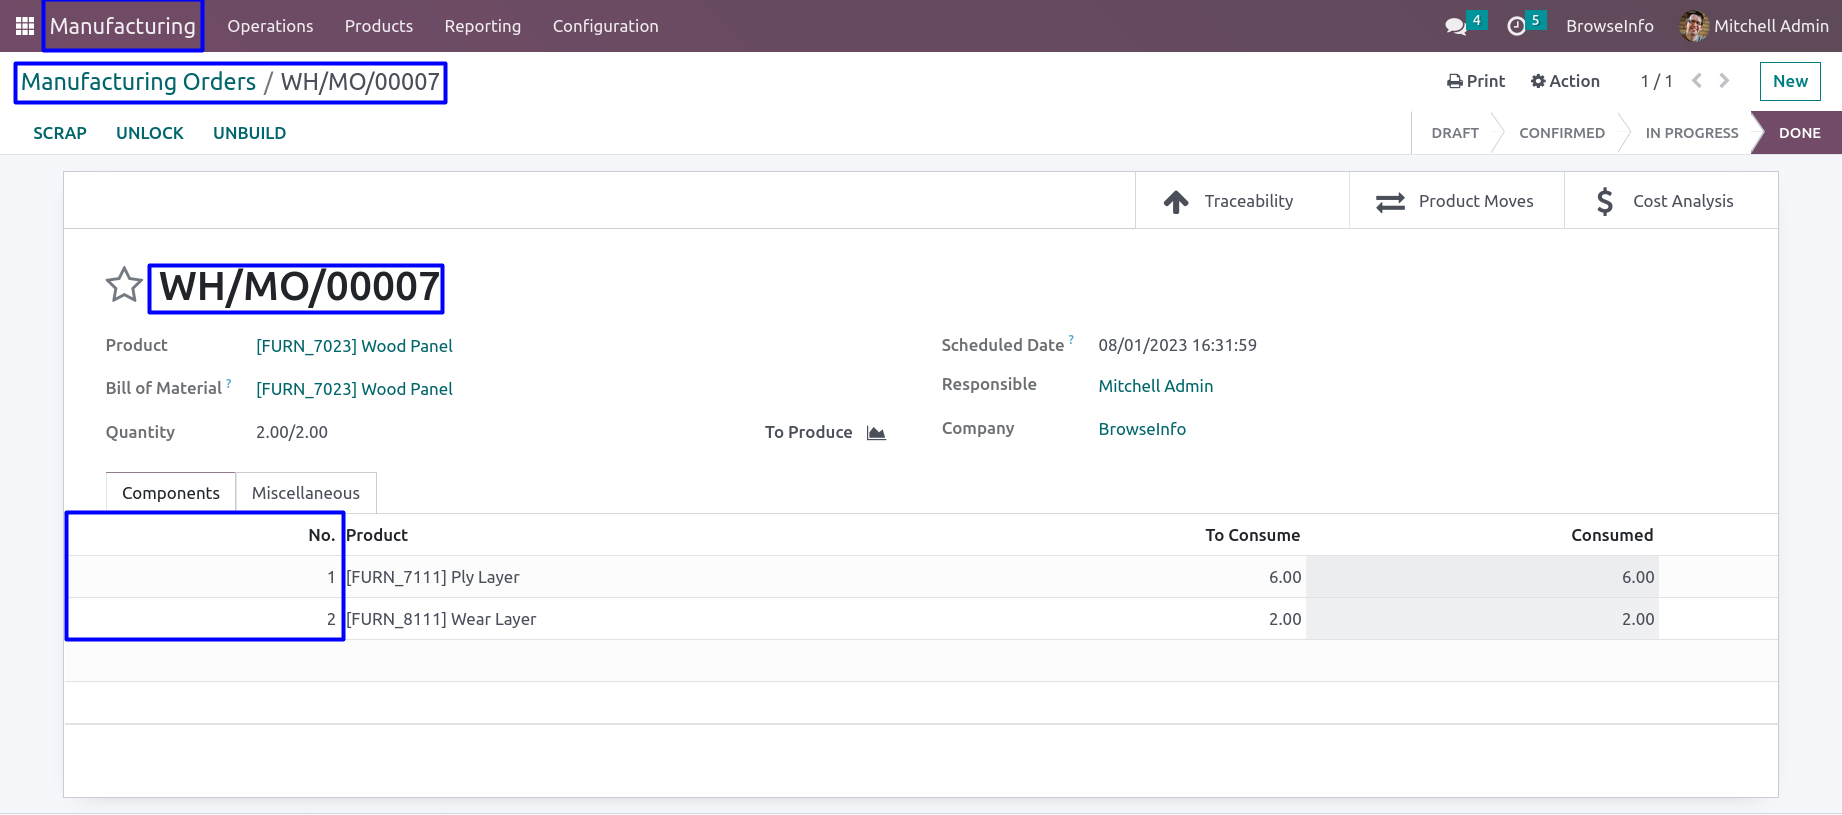 Manufacturing Operations Products Reporting Configuration 4 5 BrowseInfo Mitchell Admin
Manufacturing Orders / WH/MO/00007 Print Action 1 / 1 New
SCRAP UNLOCK UNBUILD DRAFT CONFIRMED IN PROGRESS DONE
Traceability Product Moves Cost Analysis
WH/MO/00007
Product [FURN_7023] Wood Panel Scheduled Date ? 08/01/2023 16:31:59
Bill of Material ? [FURN_7023] Wood Panel Responsible Mitchell Admin
Quantity 2.00/2.00 To Produce Company BrowseInfo
Components Miscellaneous
No. Product To Consume Consumed
1 [FURN_7111] Ply Layer 6.00 6.00
2 [FURN_8111] Wear Layer 2.00 2.00